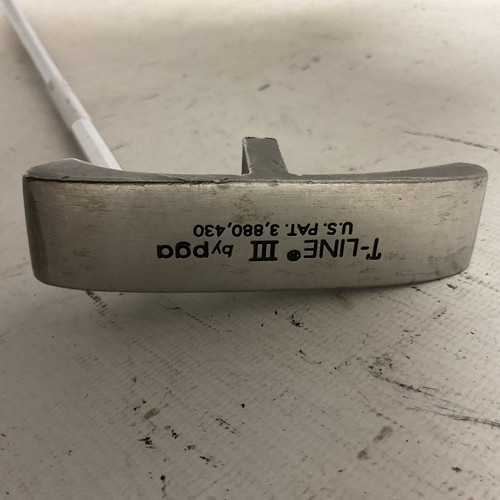 T-LINE® III by pga
U.S. PAT. 3,880,430